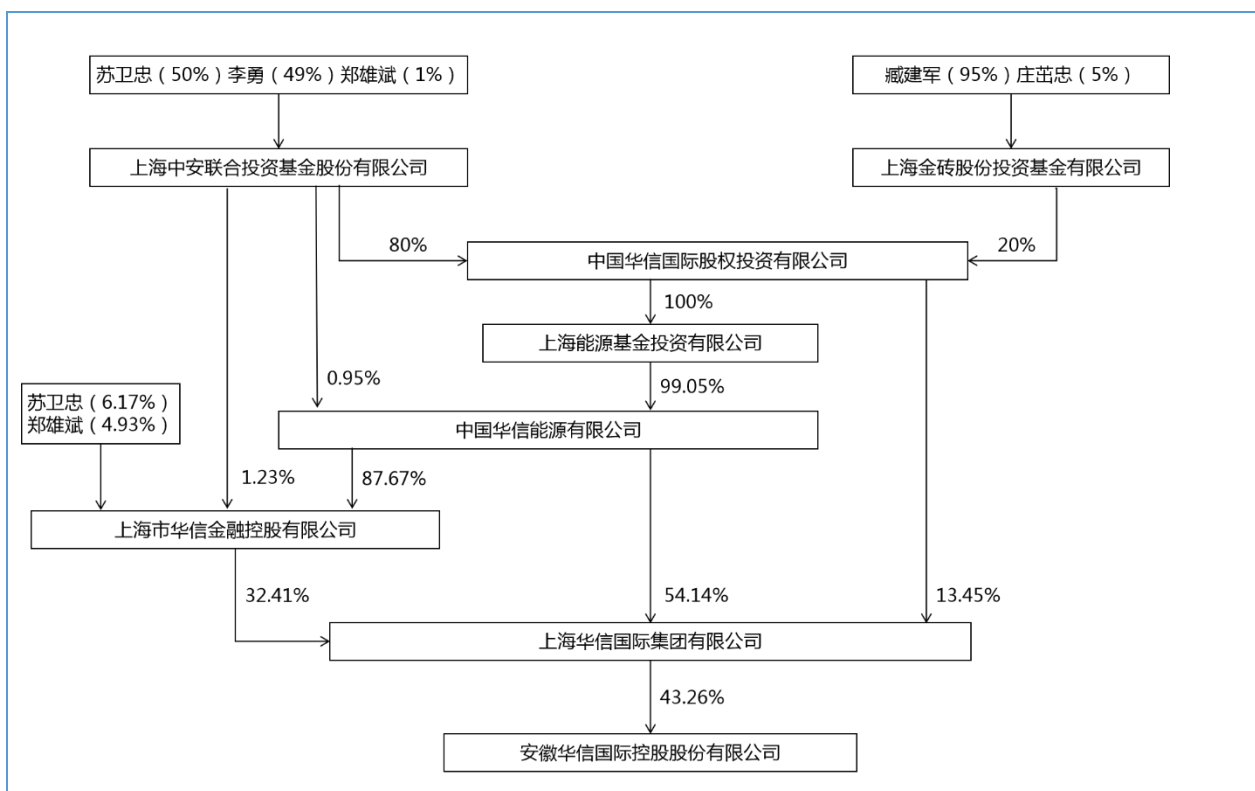 苏卫忠（50%）李勇（49%）郑雄斌（1%）
臧建军（95%）庄茁忠（5%）
上海中安联合投资基金股份有限公司
上海金砖股份投资基金有限公司
80%
中国华信国际股权投资有限公司
20%
100%
上海能源基金投资有限公司
0.95%
99.05%
苏卫忠（6.17%）
郑雄斌（4.93%）
中国华信能源有限公司
1.23%
87.67%
上海市华信金融控股有限公司
32.41%
54.14%
13.45%
上海华信国际集团有限公司
43.26%
安徽华信国际控股股份有限公司